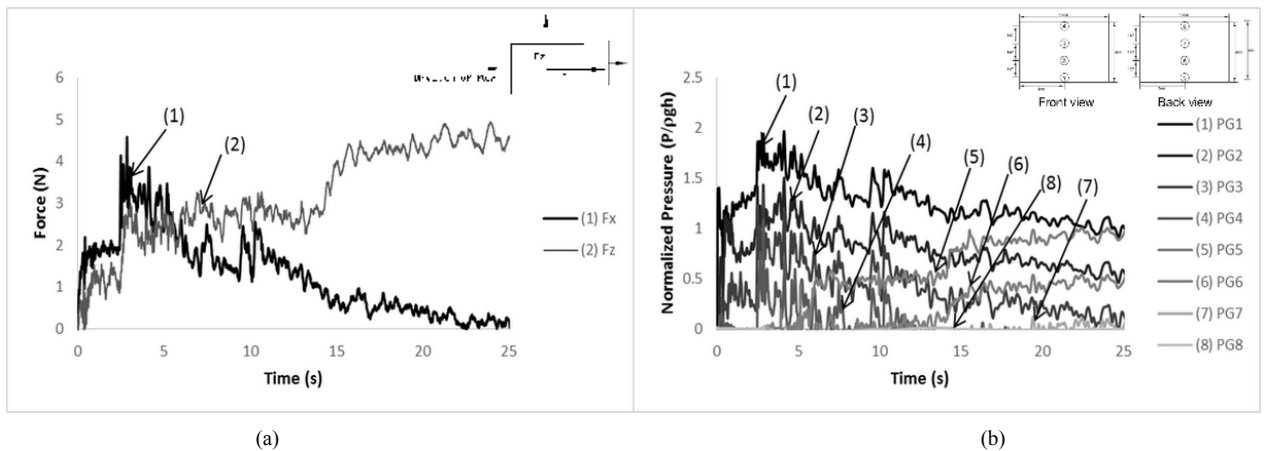 6
5
4
3
2
1
0
0
5
10
15
20
25
Force (N)
Time (s)
(1)
(2)
Fz
(1) Fx
(2) Fz
2.5
2
1.5
1
0.5
0
0
5
10
15
20
25
Normalized Pressure (P/ρgh)
Time (s)
(1)
(2)
(3)
(4)
(5)
(6)
(8)
(7)
Front view
Back view
(1) PG1
(2) PG2
(3) PG3
(4) PG4
(5) PG5
(6) PG6
(7) PG7
(8) PG8
(a)
(b)